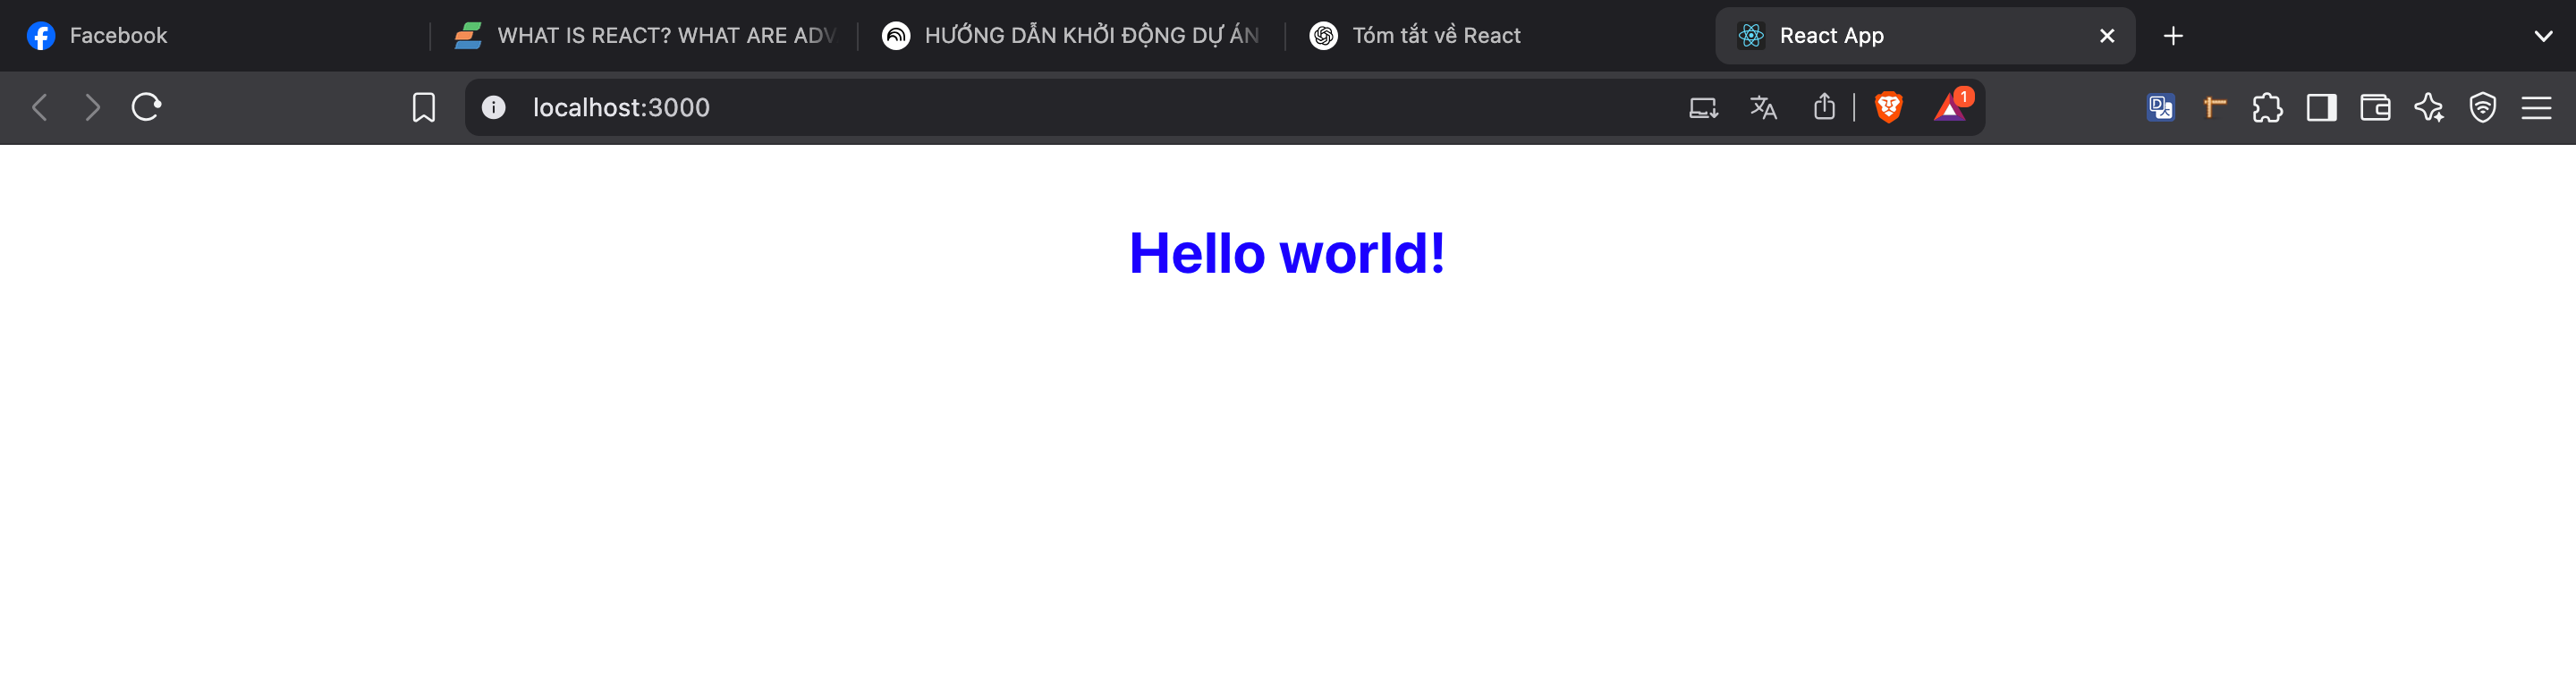 Facebook
WHAT IS REACT? WHAT ARE ADV
HƯỚNG DẪN KHỞI ĐỘNG DỰ ÁN
Tóm tắt về React
React App
localhost:3000
1
Hello world!